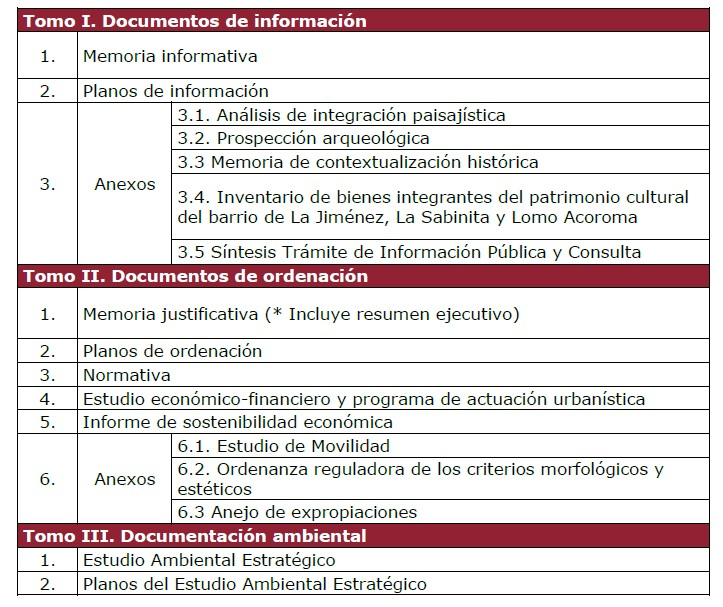 Tomo I. Documentos de información
1. Memoria informativa
2. Planos de información
3. Anexos
3.1. Análisis de integración paisajística
3.2. Prospección arqueológica
3.3 Memoria de contextualización histórica
3.4. Inventario de bienes integrantes del patrimonio cultural
del barrio de La Jiménez, La Sabinita y Lomo Acoroma
3.5 Síntesis Trámite de Información Pública y Consulta
Tomo II. Documentos de ordenación
1. Memoria justificativa (* Incluye resumen ejecutivo)
2. Planos de ordenación
3. Normativa
4. Estudio económico-financiero y programa de actuación urbanística
5. Informe de sostenibilidad económica
6. Anexos
6.1. Estudio de Movilidad
6.2. Ordenanza reguladora de los criterios morfológicos y
estéticos
6.3 Anejo de expropiaciones
Tomo III. Documentación ambiental
1. Estudio Ambiental Estratégico
2. Planos del Estudio Ambiental Estratégico